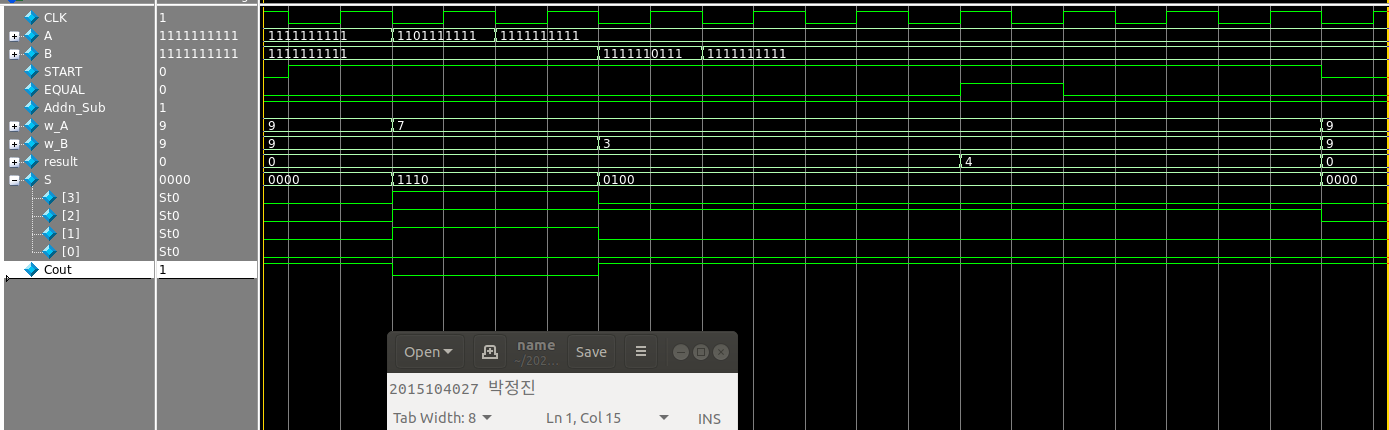 CLK 1
A 1111111111 1111111111 1101111111 1111111111
B 1111111111 1111111111 1111110111 1111111111
START 0
EQUAL 0
Addn_Sub 1
w_A 9 9 7 9
w_B 9 9 3 9
result 0 0 4 0
S 0000 0000 1110 0100 0000
[3] St0
[2] St0
[1] St0
[0] St0
Cout 1
Open name Save
~/202...
2015104027 박정진
Tab Width: 8 Ln 1, Col 15 INS